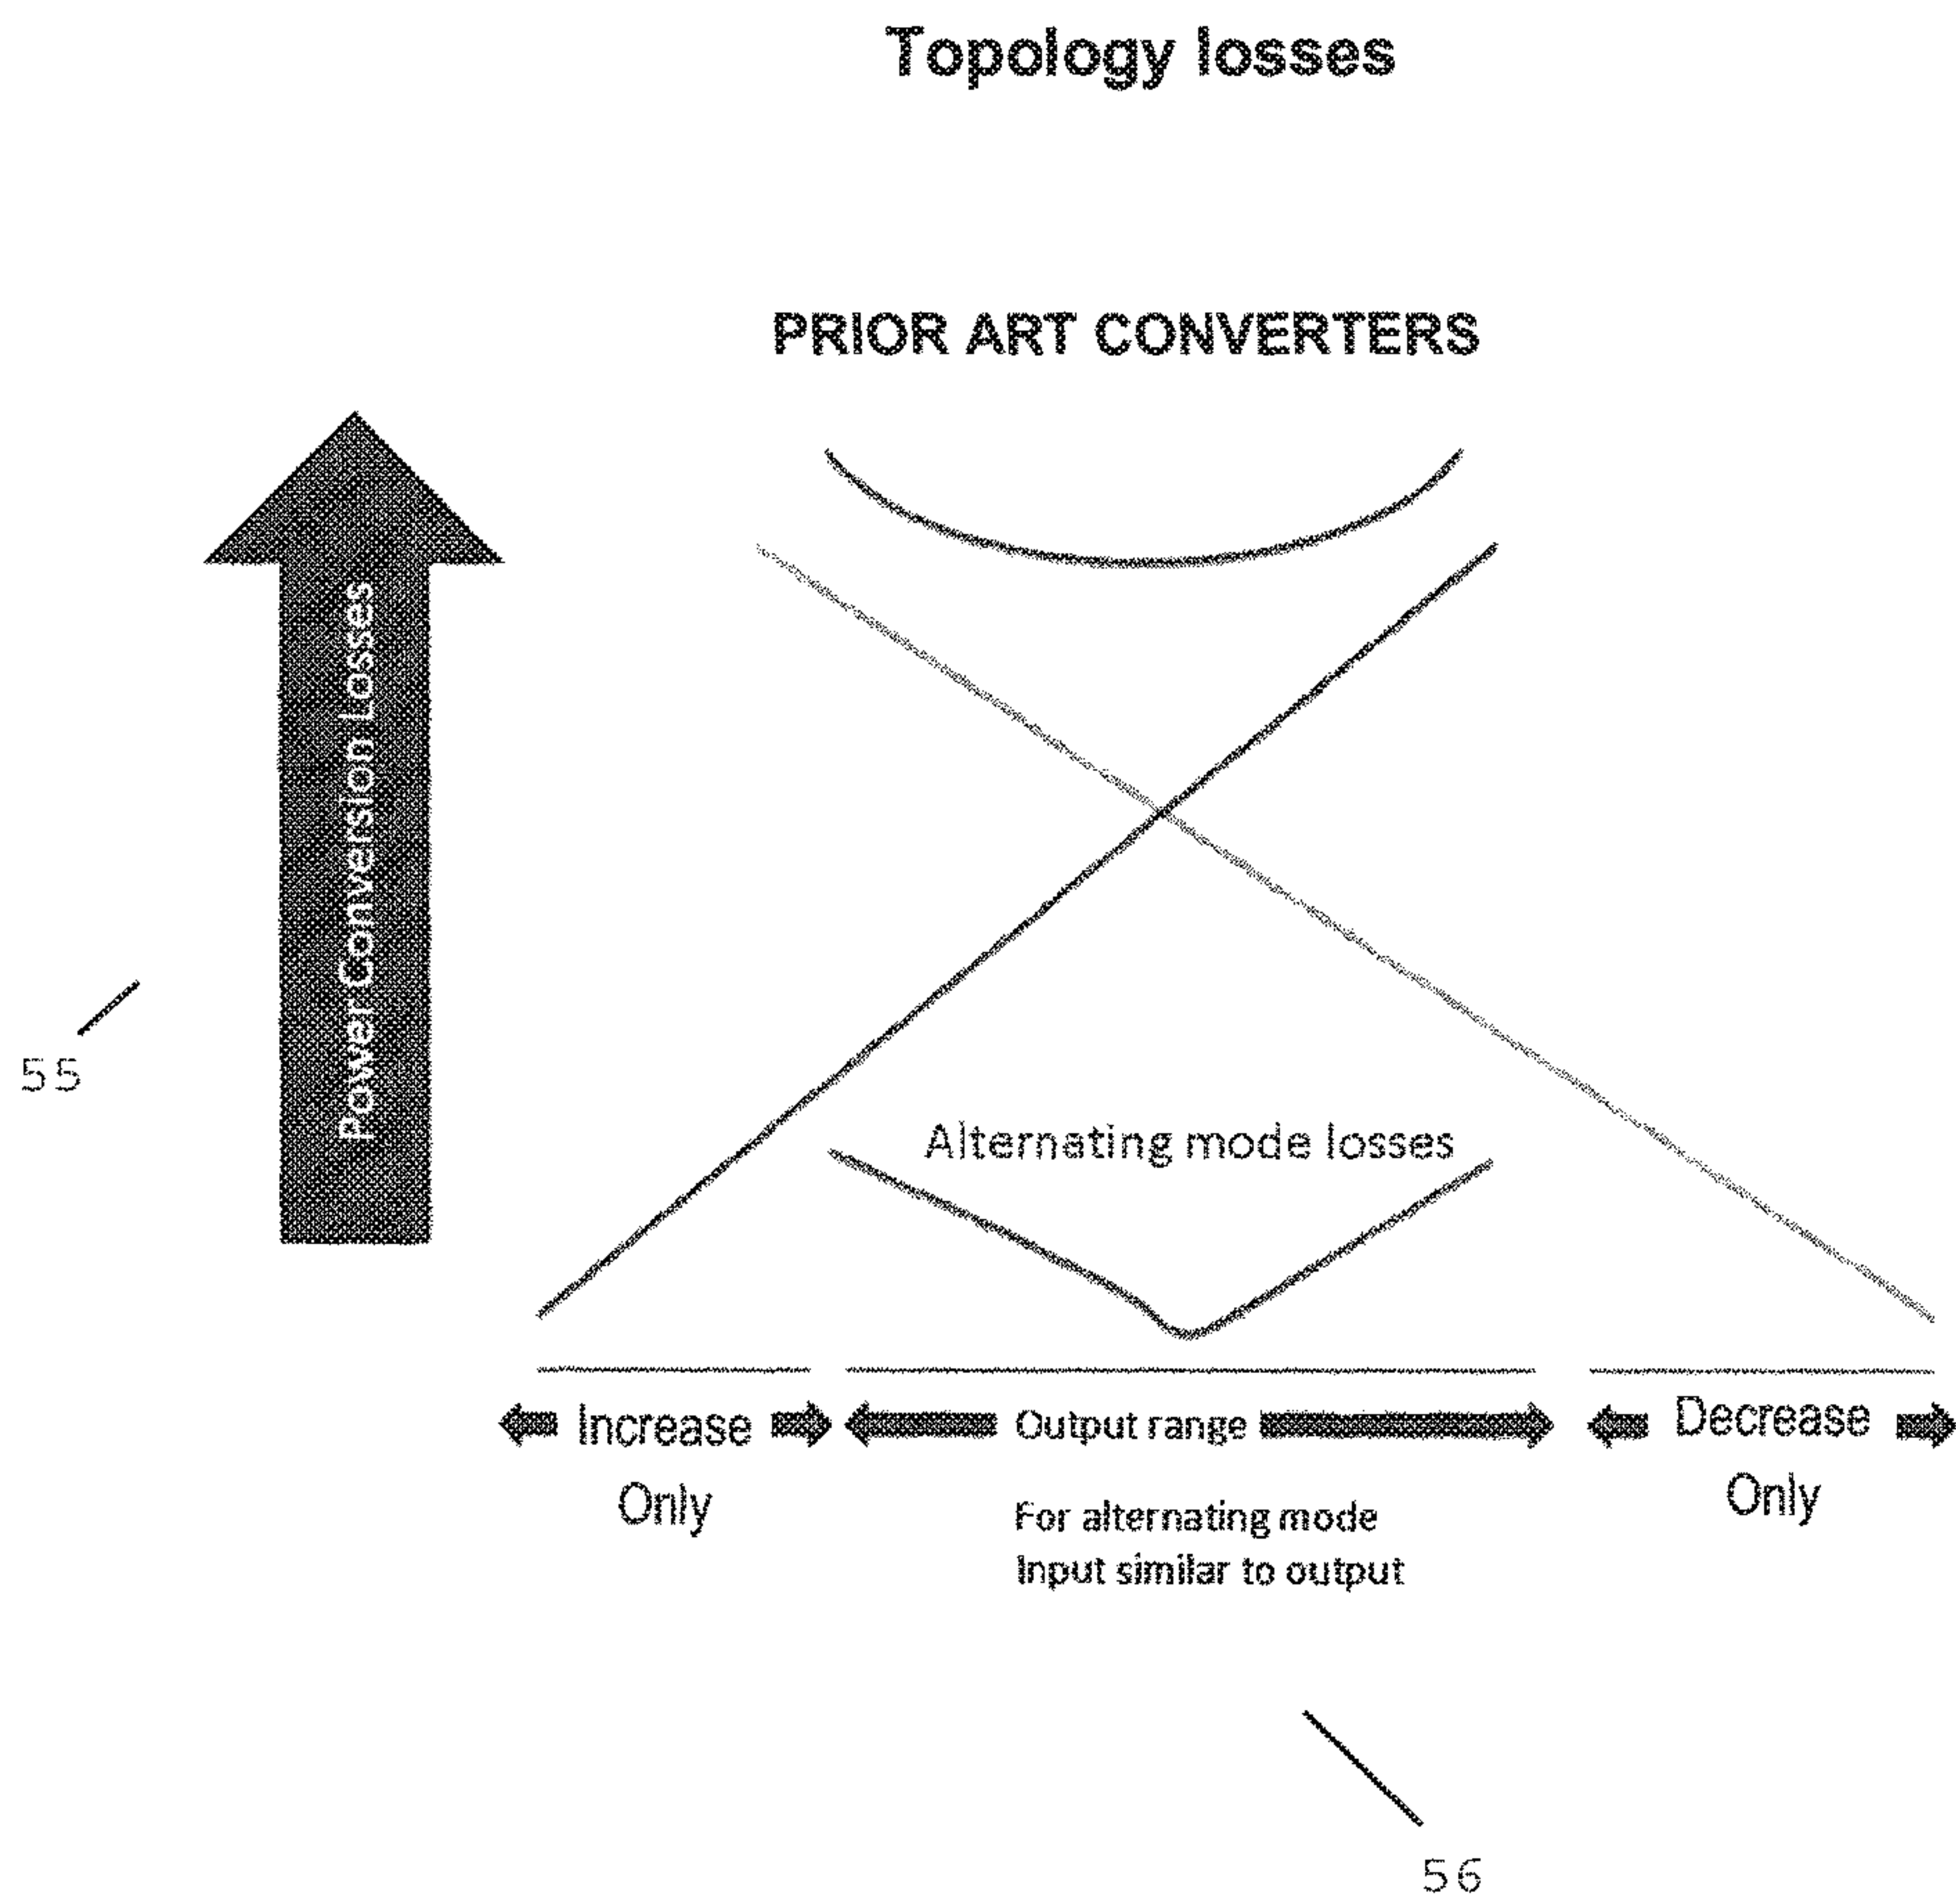 Topology losses
PRIOR ART CONVERTERS
Power Conversion Losses
55
Alternating mode losses
Increase
Only
Output range
For alternating mode
Input similar to output
Decrease
Only
56